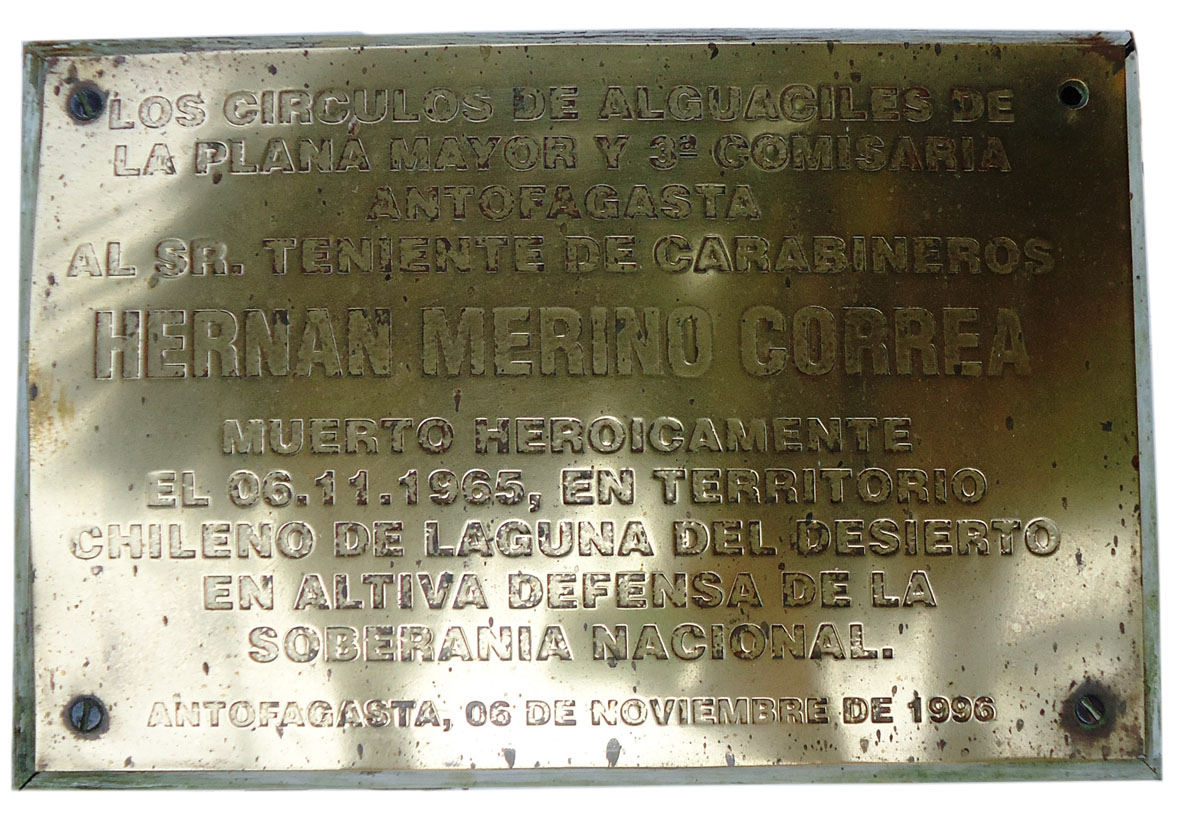 LOS CIRCULOS DE ALGUACILES DE
LA PLANA MAYOR Y 3ª COMISARIA
ANTOFAGASTA
AL SR. TENIENTE DE CARABINEROS
HERNAN MERINO CORREA
MUERTO HEROICAMENTE
EL 06.11.1965, EN TERRITORIO
CHILENO DE LAGUNA DEL DESIERTO
EN ALTIVA DEFENSA DE LA
SOBERANIA NACIONAL.
ANTOFAGASTA, 06 DE NOVIEMBRE DE 1996